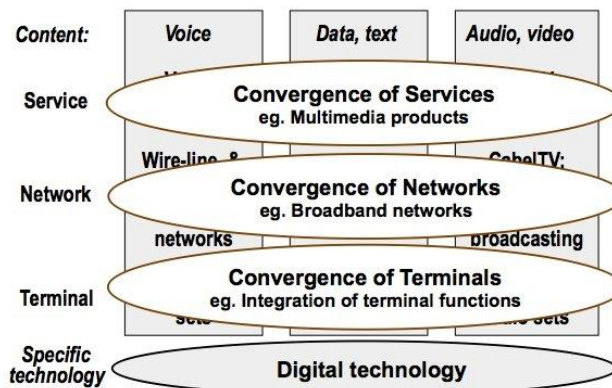 Content:
Voice
Data, text
Audio, video
Service
Convergence of Services
eg. Multimedia products
Wire-line &
CabelTV;
Network
Convergence of Networks
eg. Broadband networks
networks
broadcasting
Convergence of Terminals
Terminal
eg. Integration of terminal functions
sets
sets
Specific
technology
Digital technology